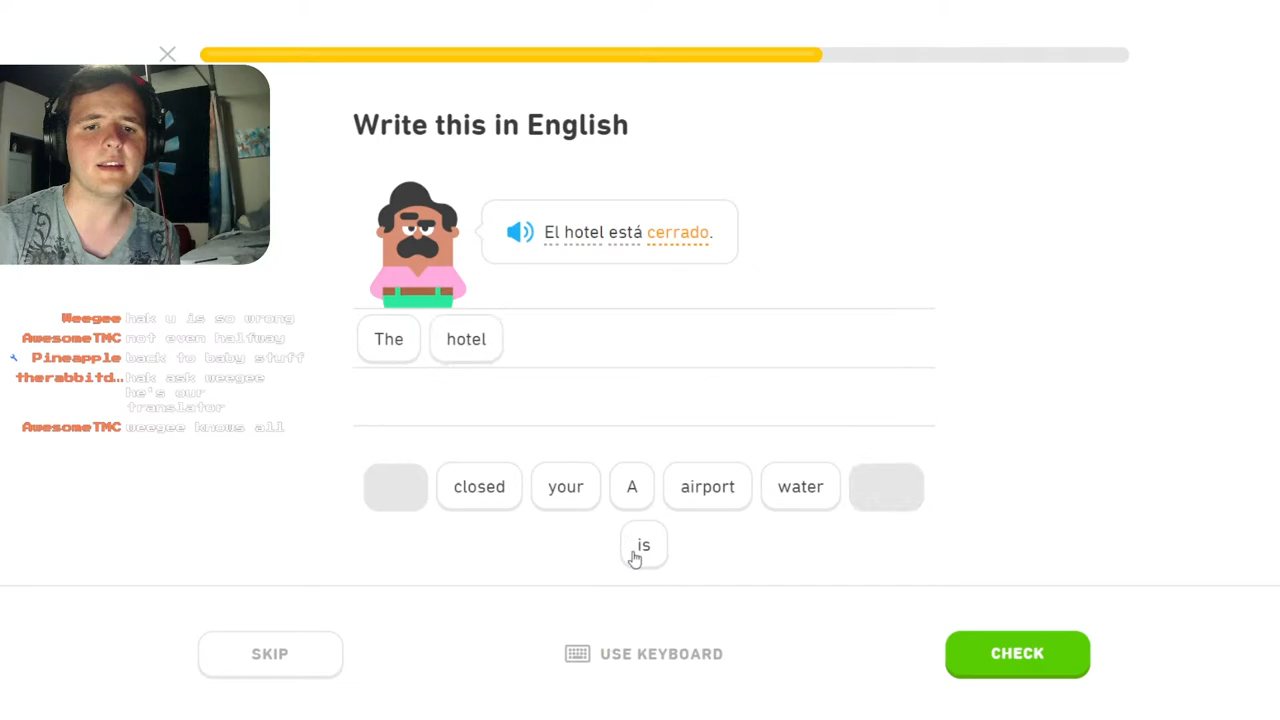 Write this in English
El hotel está cerrado.
Weegee hak u is so wrong
AwesomeTMC not even halfway
Pineapple back to baby stuff
therabbitd... hak ask weegee
he's our
translator
AwesomeTMC weegee knows all
The hotel
closed your A airport water
is
SKIP USE KEYBOARD CHECK